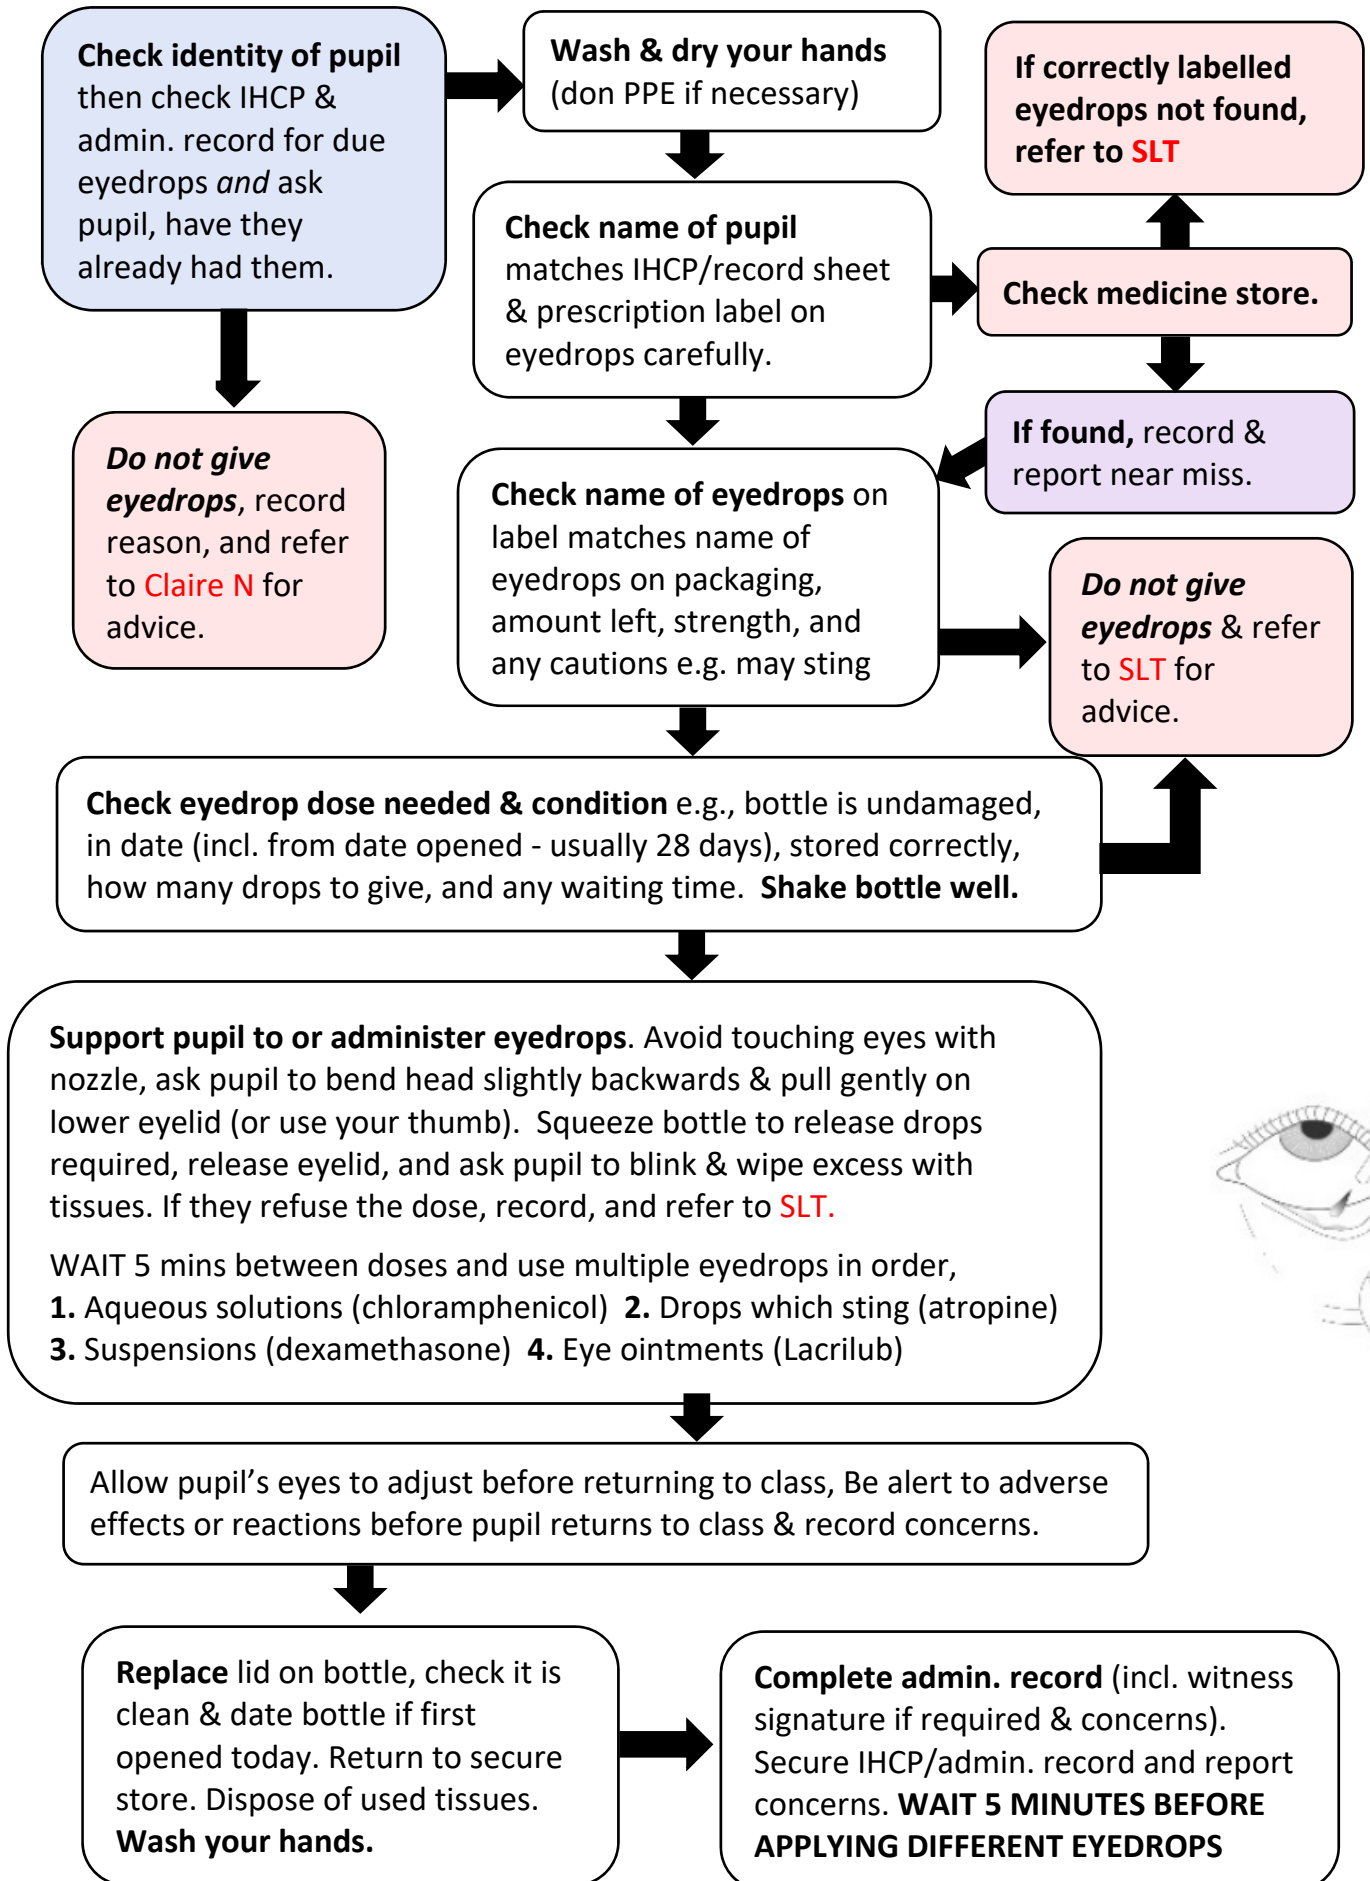 Check identity of pupil
then check IHCP &
admin. record for due
eyedrops and ask
pupil, have they
already had them.
Wash & dry your hands
(don PPE if necessary)
If correctly labelled
eyedrops not found,
refer to SLT
Check name of pupil
matches IHCP/record sheet
& prescription label on
eyedrops carefully.
Check medicine store.
If found, record &
report near miss.
Do not give
eyedrops, record
reason, and refer
to Claire N for
advice.
Check name of eyedrops on
label matches name of
eyedrops on packaging,
amount left, strength, and
any cautions e.g. may sting
Do not give
eyedrops & refer
to SLT for
advice.
Check eyedrop dose needed & condition e.g., bottle is undamaged,
in date (incl. from date opened - usually 28 days), stored correctly,
how many drops to give, and any waiting time. Shake bottle well.
Support pupil to or administer eyedrops. Avoid touching eyes with
nozzle, ask pupil to bend head slightly backwards & pull gently on
lower eyelid (or use your thumb). Squeeze bottle to release drops
required, release eyelid, and ask pupil to blink & wipe excess with
tissues. If they refuse the dose, record, and refer to SLT.
WAIT 5 mins between doses and use multiple eyedrops in order,
1. Aqueous solutions (chloramphenicol) 2. Drops which sting (atropine)
3. Suspensions (dexamethasone) 4. Eye ointments (Lacrilub)
Allow pupil's eyes to adjust before returning to class, Be alert to adverse
effects or reactions before pupil returns to class & record concerns.
Replace lid on bottle, check it is
clean & date bottle if first
opened today. Return to secure
store. Dispose of used tissues.
Wash your hands.
Complete admin. record (incl. witness
signature if required & concerns).
Secure IHCP/admin. record and report
concerns. WAIT 5 MINUTES BEFORE
APPLYING DIFFERENT EYEDROPS